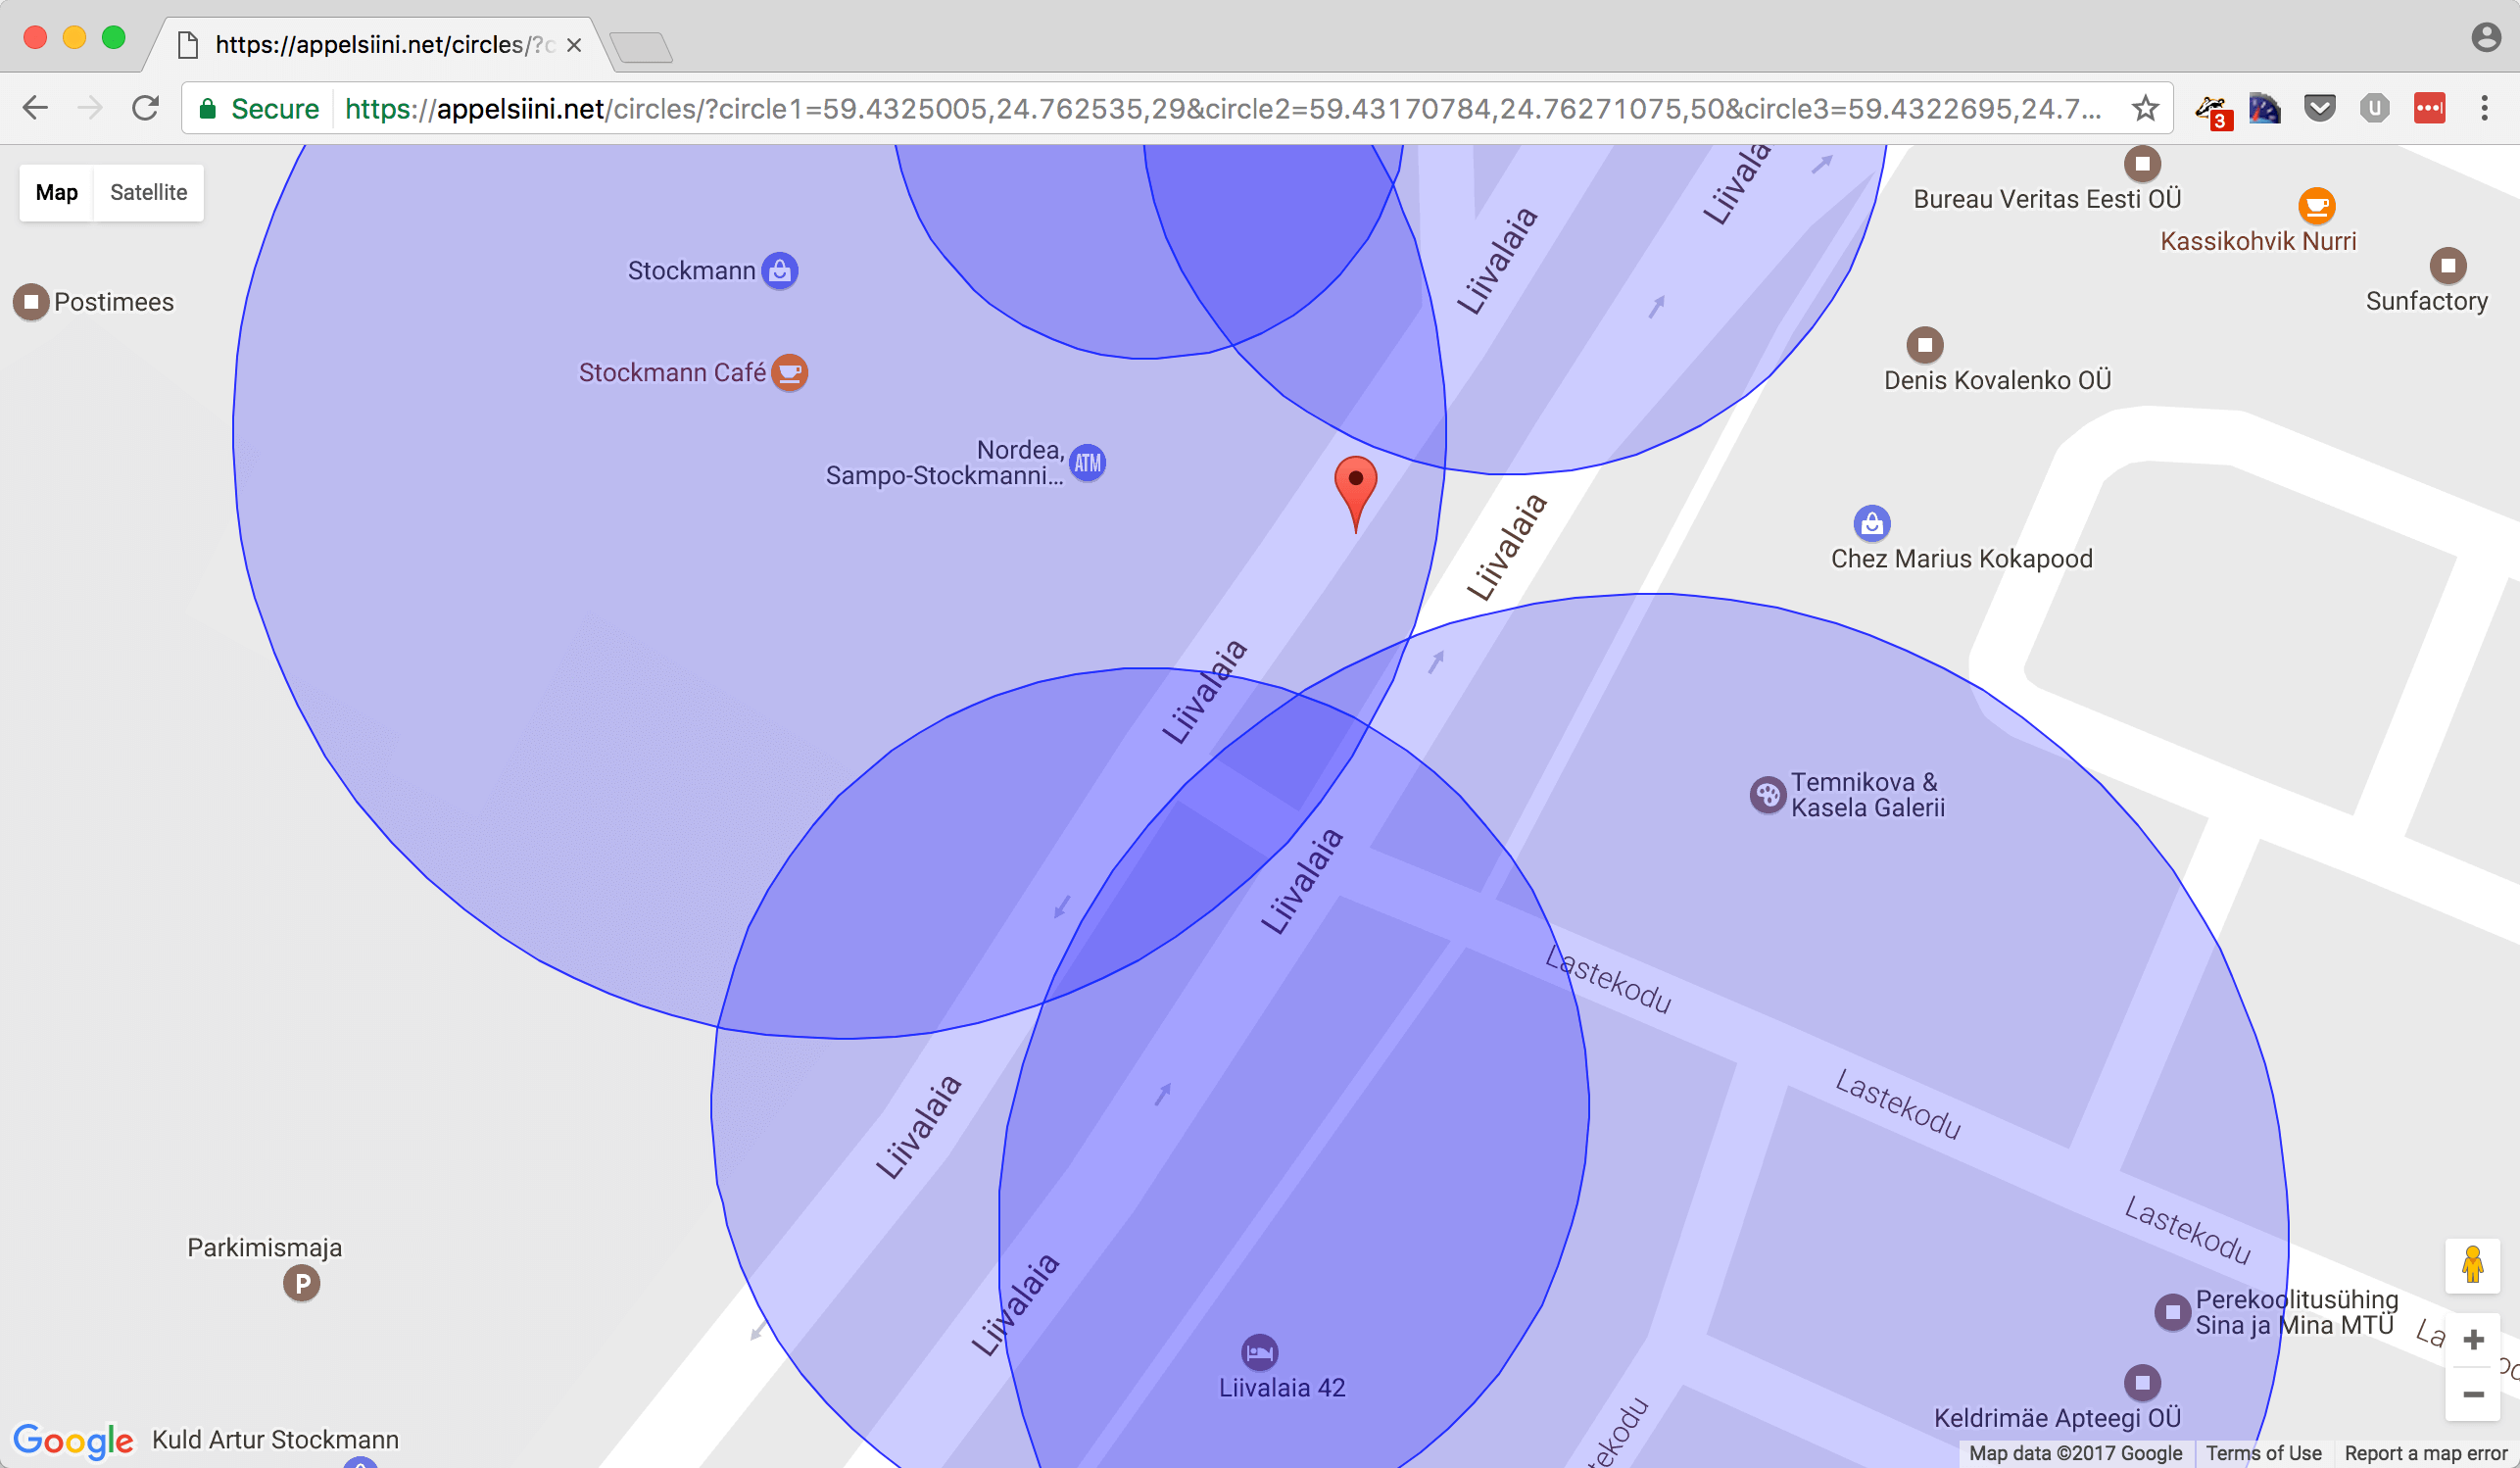 https://appelsiini.net/circles/?c
Secure
https://appelsiini.net/circles/?circle1=59.4325005,24.762535,29&circle2=59.43170784,24.76271075,50&circle3=59.4322695,24.7...
3
Map
Satellite
Liivalaia
Bureau Veritas Eesti OÜ
Kassikohvik Nurri
Liivalaia
Stockmann
Postimees
Sunfactory
Stockmann Café
Denis Kovalenko OÜ
Nordea,
Sampo-Stockmanni...
ATM
Liivalaia
Chez Marius Kokapood
Liivalaia
Temnikova &
Kasela Galerii
Liivalaia
Lastekodu
Liivalaia
Lastekodu
Lastekodu
Parkimismaja
P
Liivalaia
Perekoolitusühing
Sina ja Mina MTÜ
La
Liivalaia 42
Keldrimäe Apteegi OÜ
tekodu
Google
Kuld Artur Stockmann
Map data ©2017 Google
Terms of Use
Report a map error